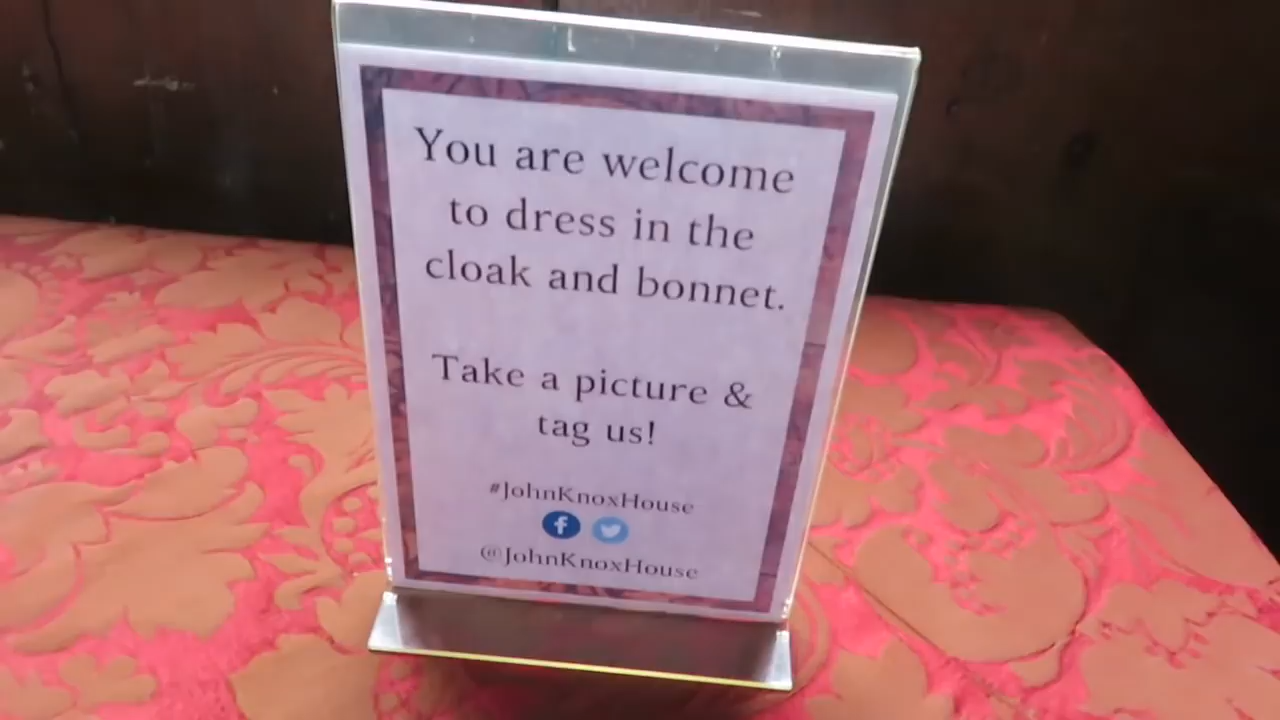 You are welcome
to dress in the
cloak and bonnet.
Take a picture &
tag us!
#JohnKnoxHouse
@JohnKnoxHouse